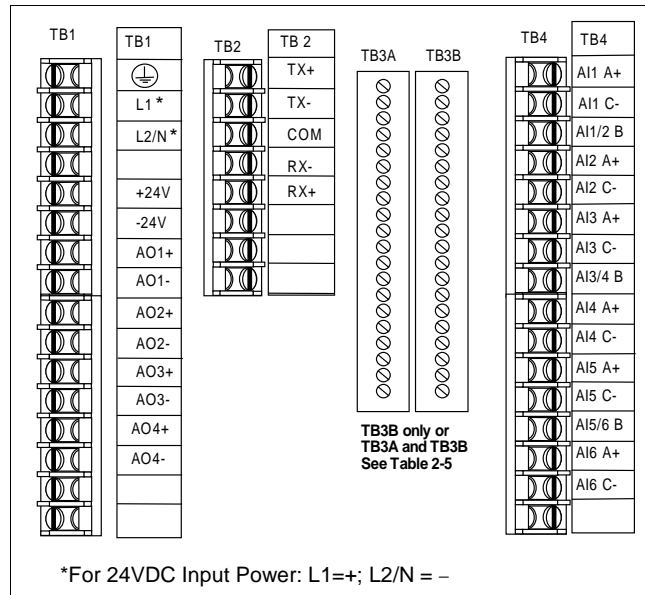 TB1
TB1
L1 *
L2/N *
+24V
-24V
AO1+
AO1-
AO2+
AO2-
AO3+
AO3-
AO4+
AO4-
TB2
TB 2
TX+
TX-
COM
RX-
RX+
TB3A
TB3B
TB3B only or
TB3A and TB3B
See Table 2-5
TB4
TB4
AI1 A+
AI1 C-
AI1/2 B
AI2 A+
AI2 C-
AI3 A+
AI3 C-
AI3/4 B
AI4 A+
AI4 C-
AI5 A+
AI5 C-
AI5/6 B
AI6 A+
AI6 C-
*For 24VDC Input Power: L1=+; L2/N = –